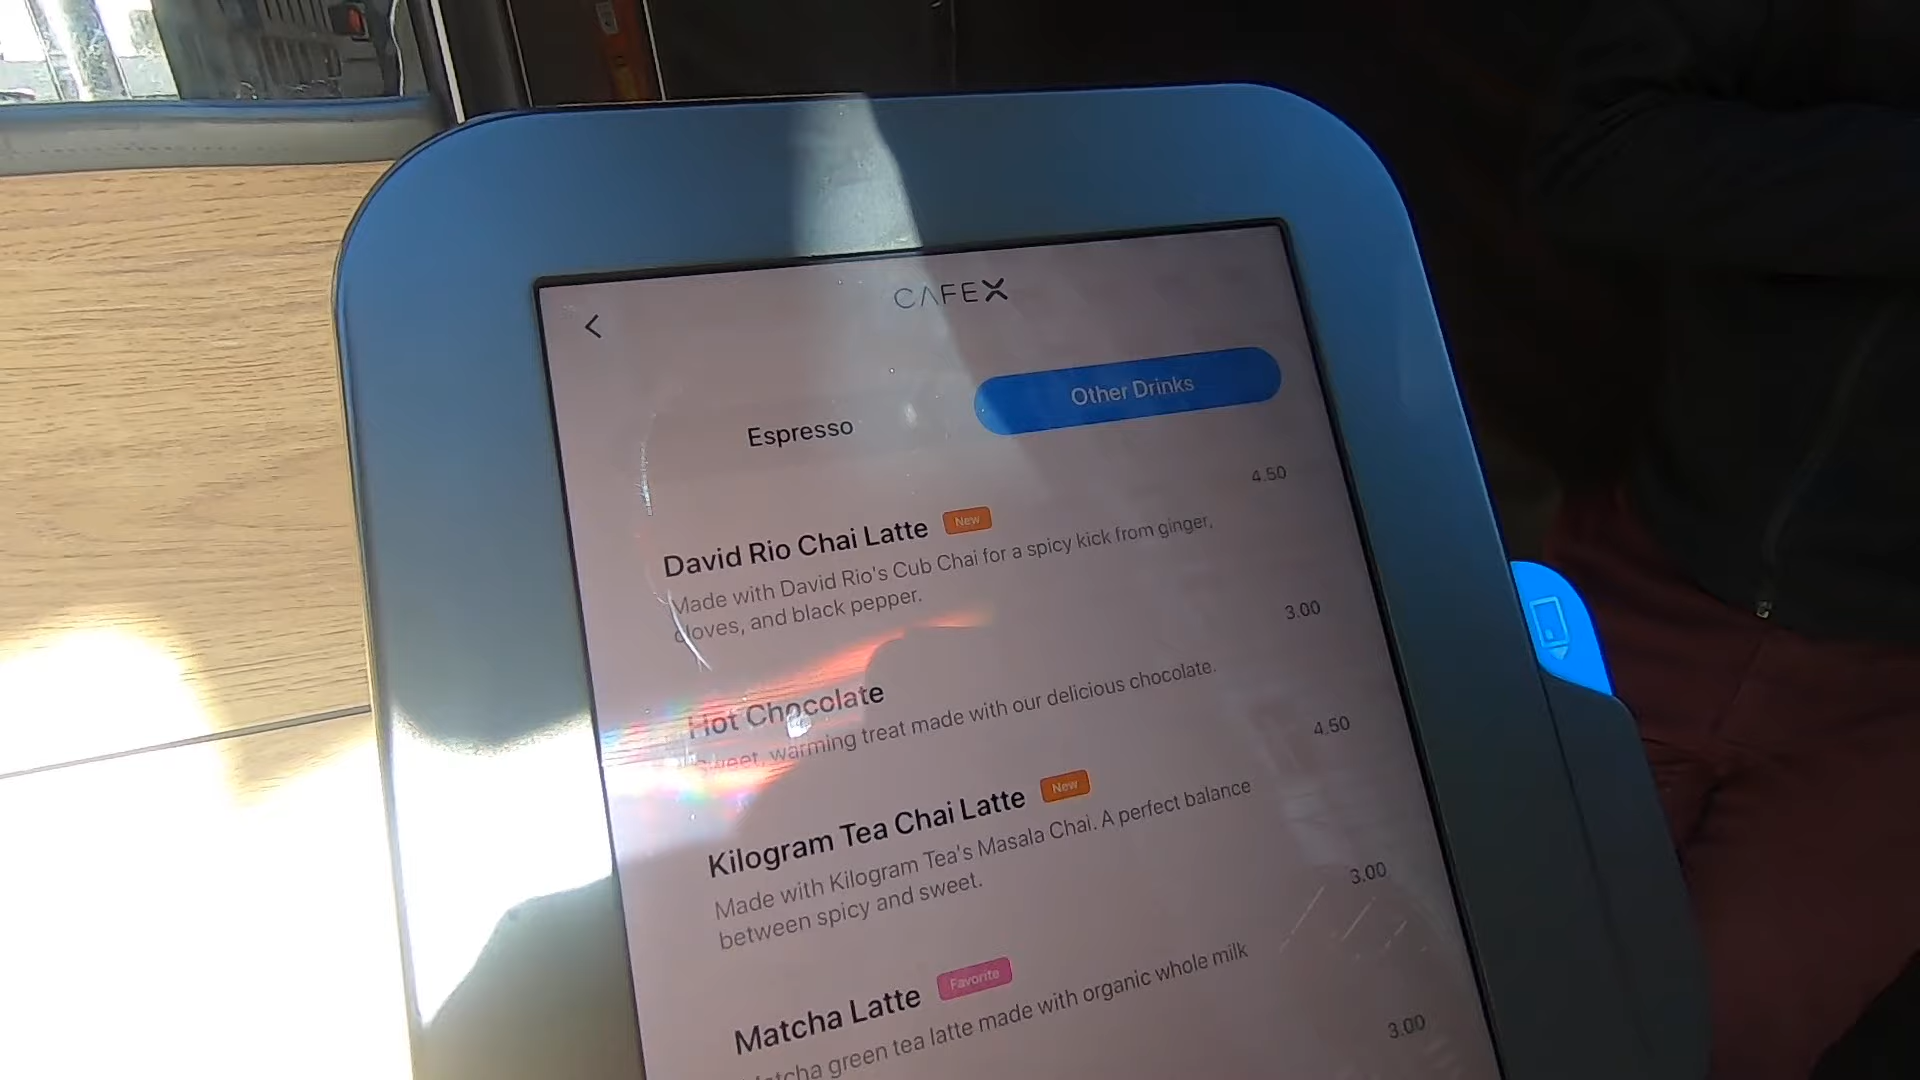 CAFEX
Espresso
Other Drinks
4.50
David Rio Chai Latte New
Made with David Rio's Cub Chai for a spicy kick from ginger,
cloves, and black pepper.
3.00
Hot Chocolate
Sweet, warming treat made with our delicious chocolate.
4.50
Kilogram Tea Chai Latte New
Made with Kilogram Tea's Masala Chai. A perfect balance
between spicy and sweet.
3.00
Matcha Latte Favorite
Matcha green tea latte made with organic whole milk
3.00